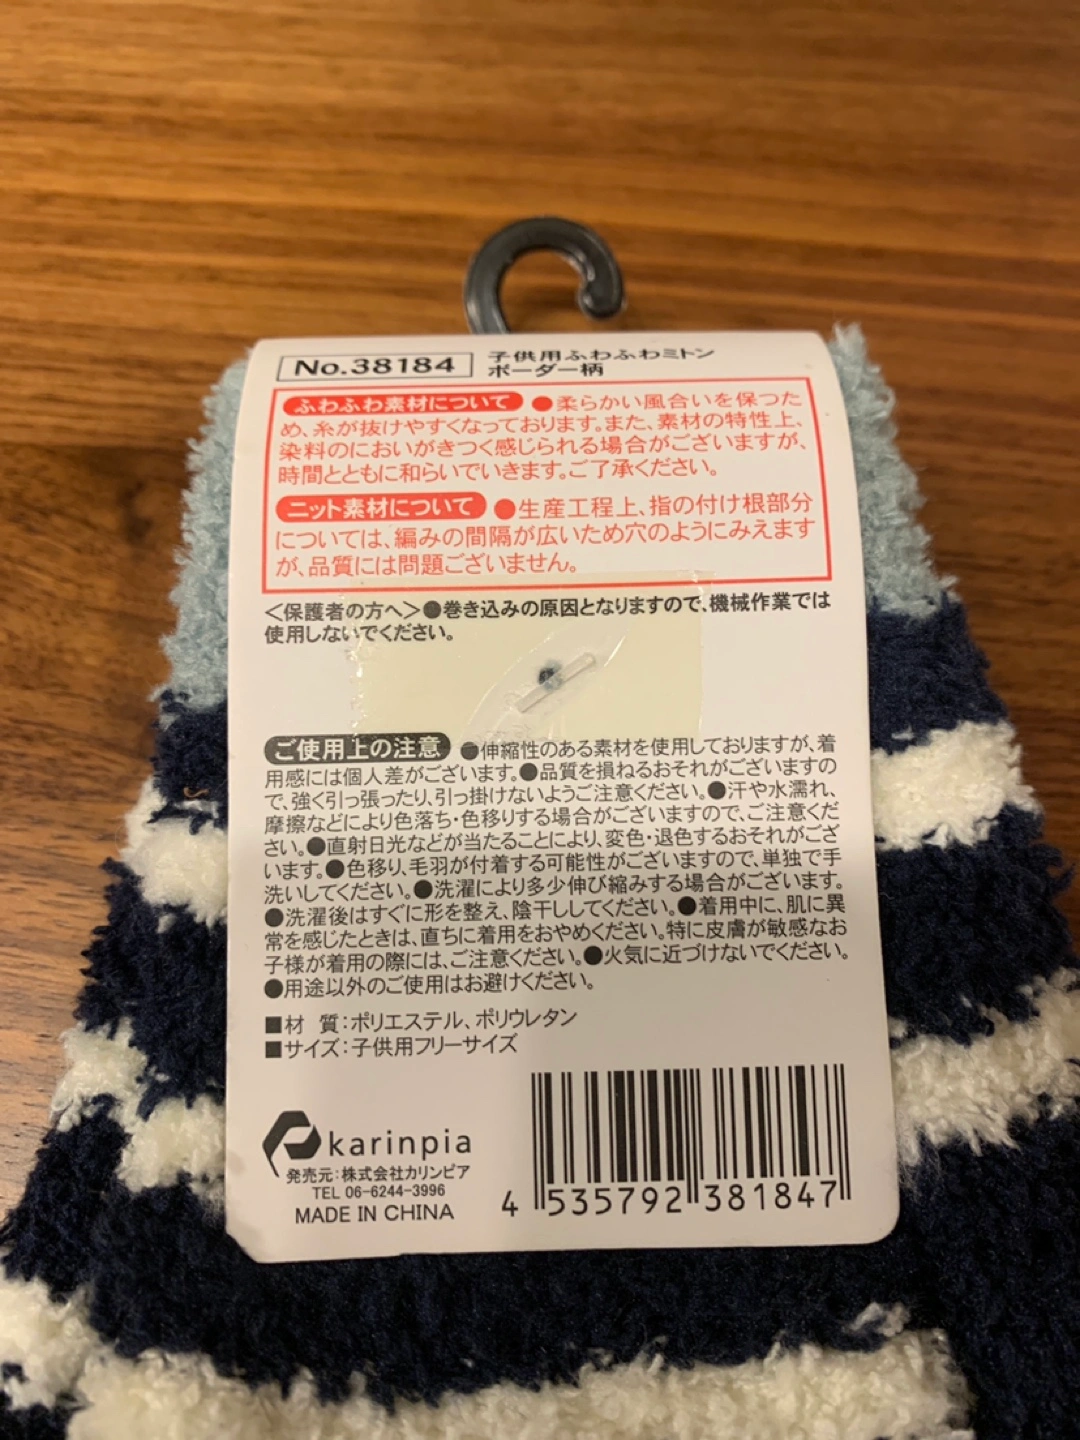 No.38184
子供用ふわふわミトン
ボーダー柄
ふわふわ素材について ●柔らかい風合いを保つた
め、糸が抜けやすくなっております。また、素材の特性上、
染料のにおいがきつく感じられる場合がございますが、
時間とともに和らいでいきます。ご了承ください。
ニット素材について ●生産工程上、指の付け根部分
については、編みの間隔が広いため穴のようにみえます
が、品質には問題ございません。
<保護者の方へ>●巻き込みの原因となりますので、機械作業では
使用しないでください。
ご使用上の注意 ●伸縮性のある素材を使用しておりますが、着
用感には個人差がございます。●品質を損ねるおそれがございますの
で、強く引っ張ったり、引っ掛けないようご注意ください。●汗や水濡れ、
摩擦などにより色落ち・色移りする場合がございますので、ご注意くだ
さい。●直射日光などが当たることにより、変色・退色するおそれがござ
います。●色移り、毛羽が付着する可能性がございますので、単独で手
洗いしてください。●洗濯により多少伸び縮みする場合がございます。
●洗濯後はすぐに形を整え、陰干ししてください。●着用中に、肌に異
常を感じたときは、直ちに着用をおやめください。特に皮膚が敏感なお
子様が着用の際には、ご注意ください。●火気に近づけないでください。
●用途以外のご使用はお避けください。
■材 質:ポリエステル、ポリウレタン
■サイズ:子供用フリーサイズ
karinpia
発売元:株式会社カリンピア
TEL 06-6244-3996
MADE IN CHINA
4 535792 381847